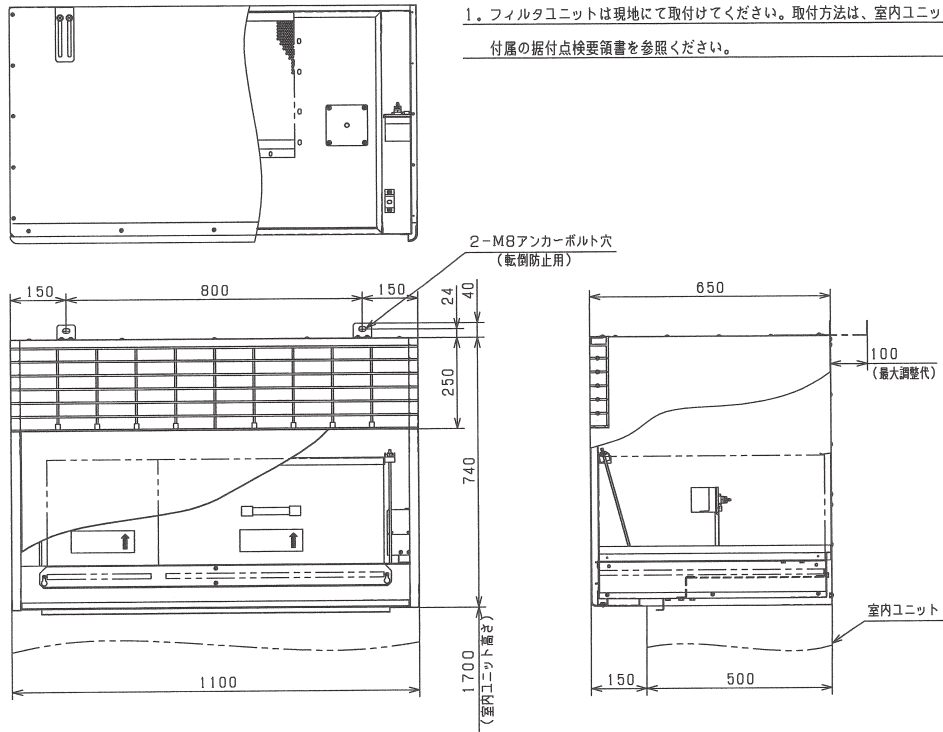 1。フィルタユニットは現地にて取付けてください。取付方法は、室内ユニッ
付属の据付点検要領書を参照ください。
2-M8アンカーボルト穴
(転倒防止用)
150
800
150
24
40
250
740
1700
(室内ユニット高さ)
1100
650
100
(最大調整代)
室内ユニット
150
500